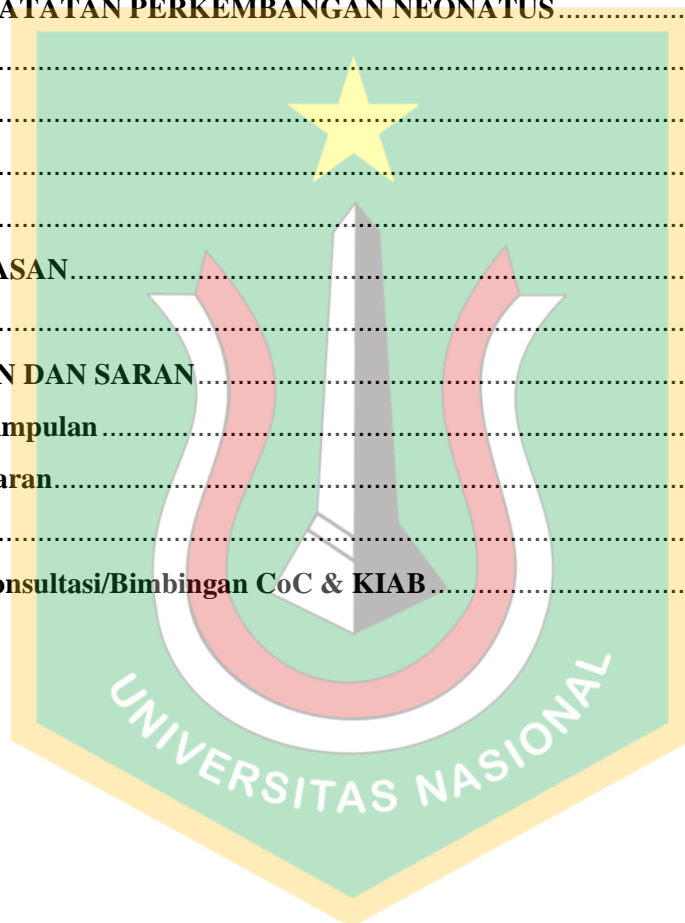 ATATAN PERKEMBANGAN NEONATUS................
................................................................
................................................................
................................................................
................................................................
ASAN................................................................
................................................................
N DAN SARAN................................................
mpulan................................................................
aran................................................................
................................................................
onsultasi/Bimbingan CoC & KIAB................................
UNIVERSITAS NASIONAL